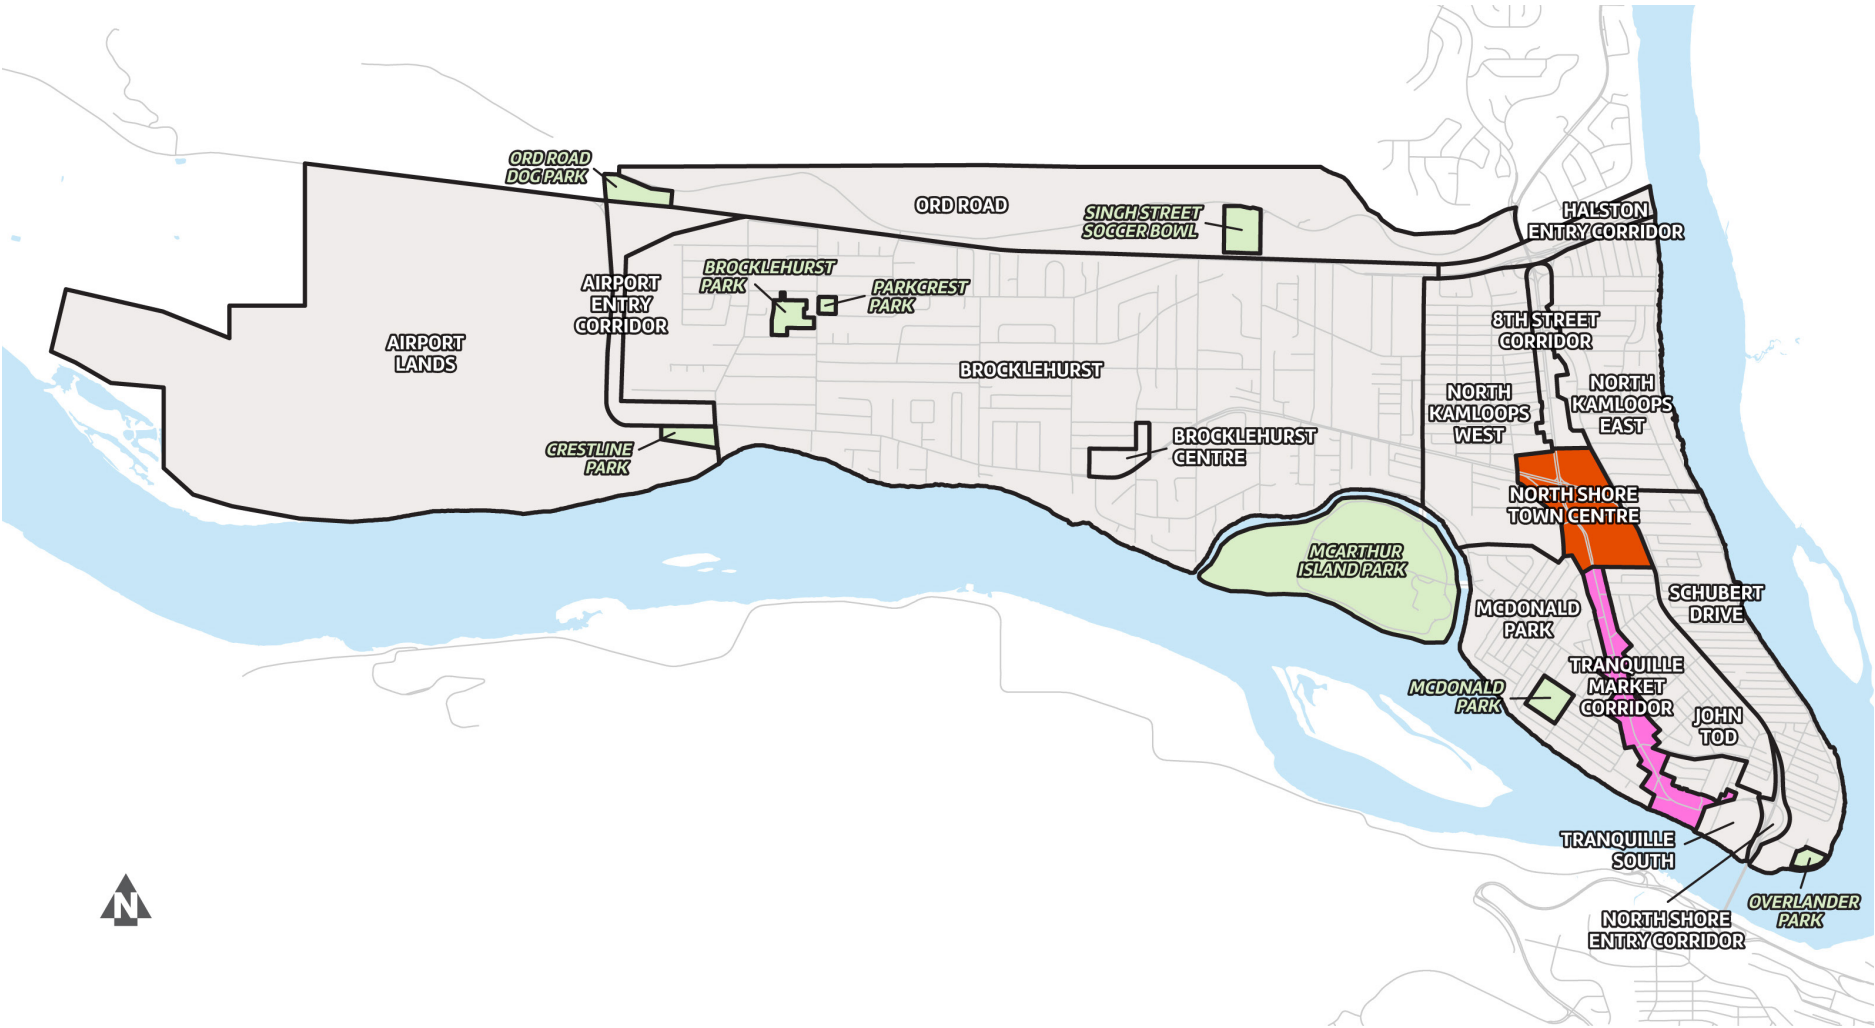 ORD ROAD
DOG PARK
ORD ROAD
SINGH STREET
SOCCER BOWL
HALSTON
ENTRY CORRIDOR
AIRPORT
ENTRY
CORRIDOR
BROCKLEHURST
PARK
PARKCREST
PARK
AIRPORT
LANDS
BROCKLEHURST
8TH STREET
CORRIDOR
NORTH
KAMLOOPS
WEST
NORTH
KAMLOOPS
EAST
CRESTLINE
PARK
BROCKLEHURST
CENTRE
NORTH SHORE
TOWN CENTRE
MCARTHUR
ISLAND PARK
MCDONALD
PARK
SCHUBERT
DRIVE
TRANQUILLE
MARKET
CORRIDOR
MCDONALD
PARK
JOHN
TOD
TRANQUILLE
SOUTH
NORTH SHORE
ENTRY CORRIDOR
OVERLANDER
PARK
N